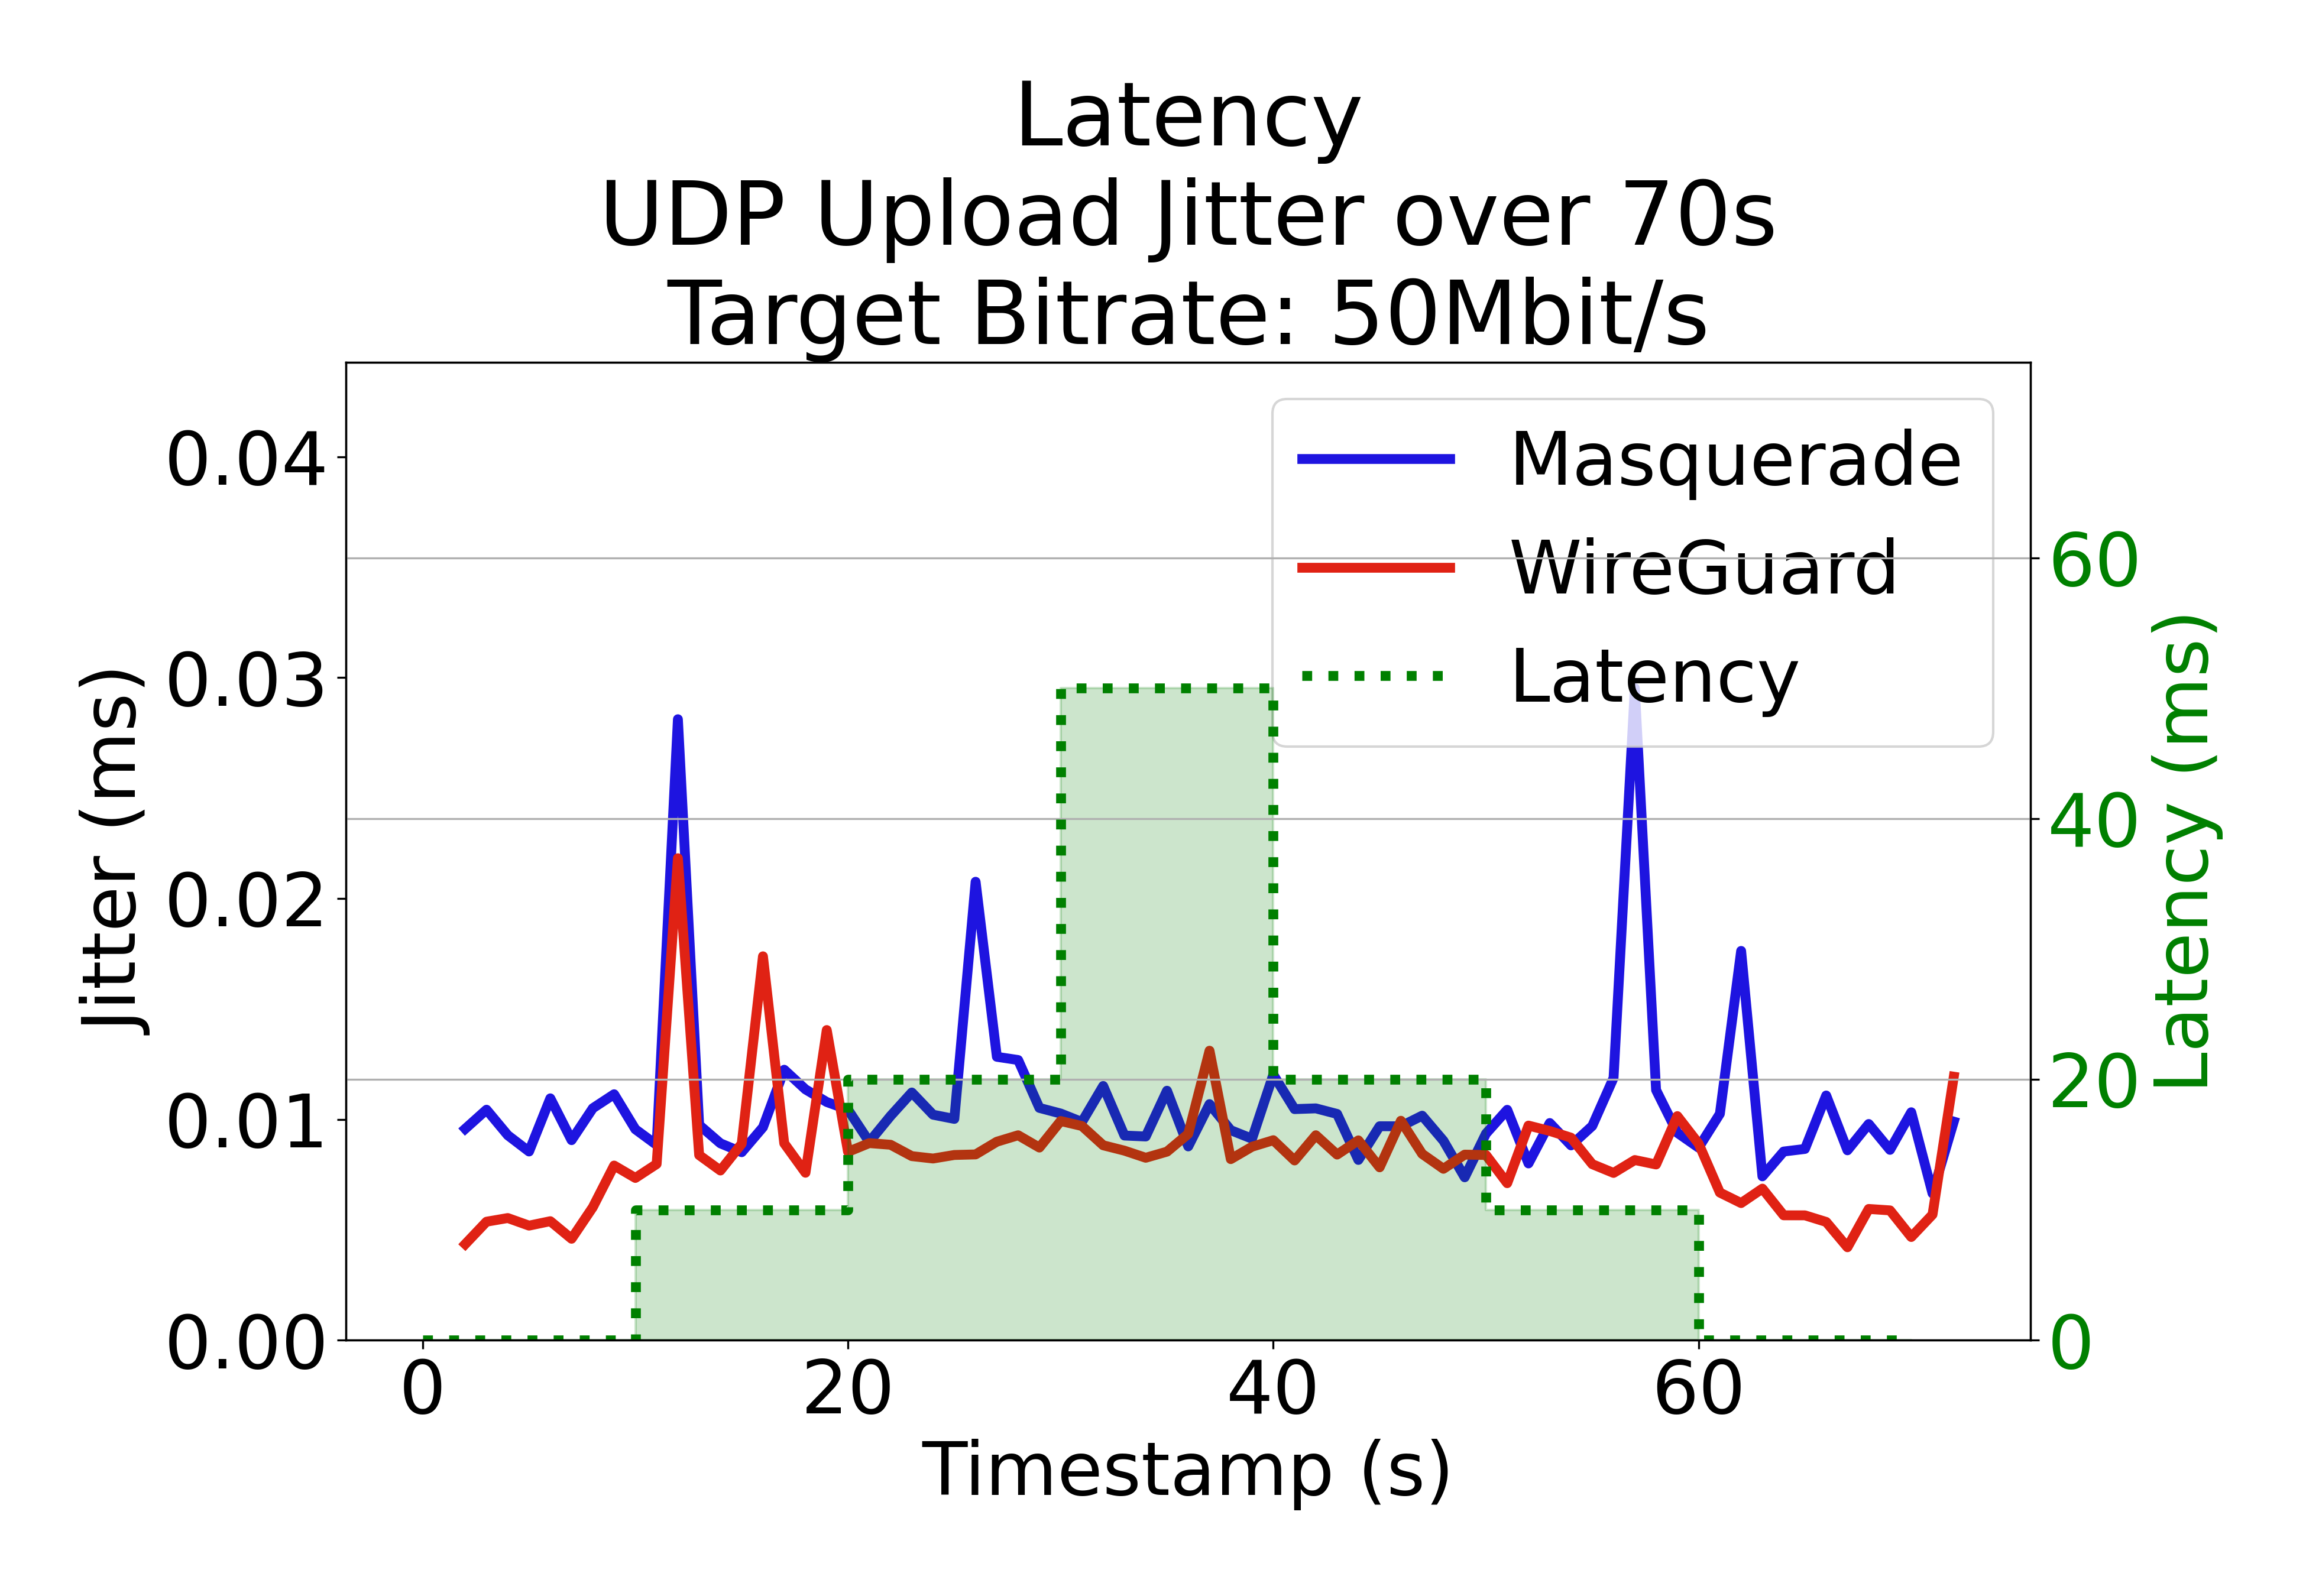 Latency
UDP Upload Jitter over 70s
Target Bitrate: 50Mbit/s
Masquerade
WireGuard
Latency
Jitter (ms)
0.04
0.03
0.02
0.01
0.00
60
40
20
0
Latency (ms)
0 20 40 60
Timestamp (s)